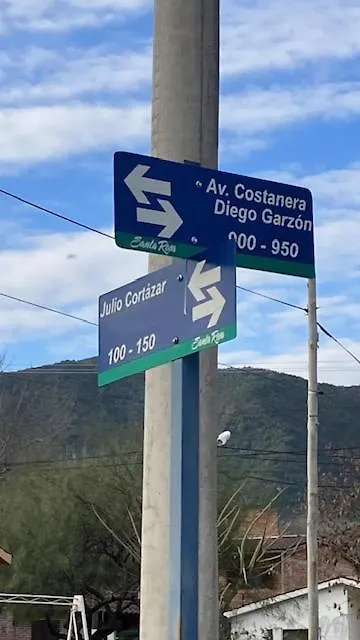 Av. Costanera
Diego Garzón
900 - 950
Santa Rosa
Julio Cortázar
100 - 150
Santa Rosa